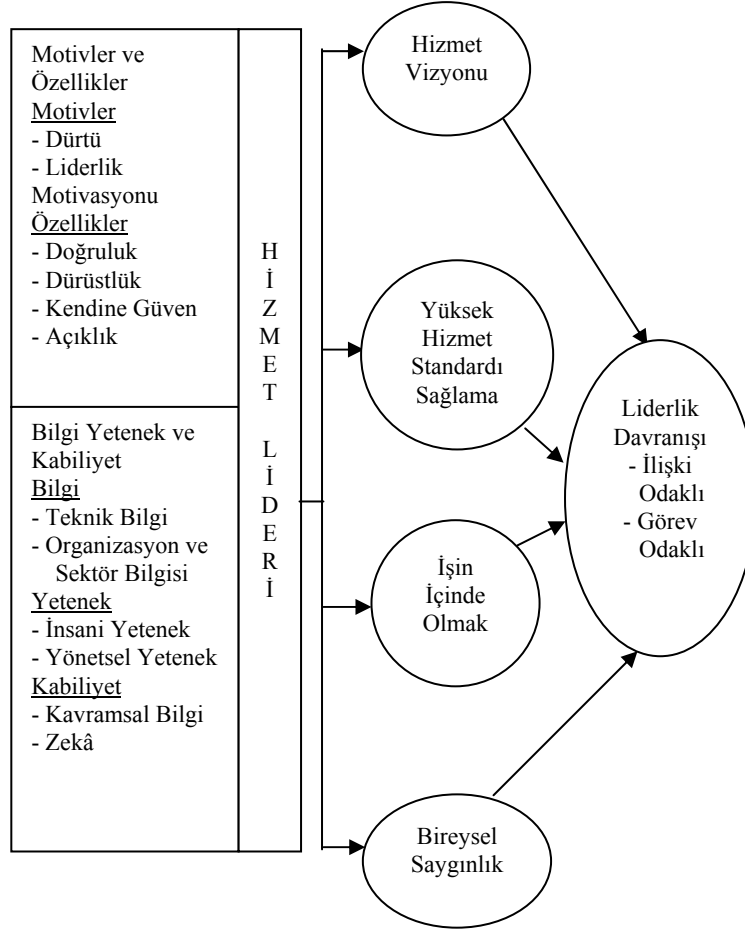 Motivler ve
Özellikler
Motivler
- Dürtü
- Liderlik
Motivasyonu
Özellikler
- Doğruluk
- Dürüstlük
- Kendine Güven
- Açıklık
Bilgi Yetenek ve
Kabiliyet
Bilgi
- Teknik Bilgi
- Organizasyon ve
Sektör Bilgisi
Yetenek
- İnsani Yetenek
- Yönetsel Yetenek
Kabiliyet
- Kavramsal Bilgi
- Zekâ
H
İ
Z
M
E
T
L
İ
D
E
R
İ
Hizmet
Vizyonu
Yüksek
Hizmet
Standardı
Sağlama
İşin
İçinde
Olmak
Bireysel
Saygınlık
Liderlik
Davranışı
- İlişki
Odaklı
- Görev
Odaklı